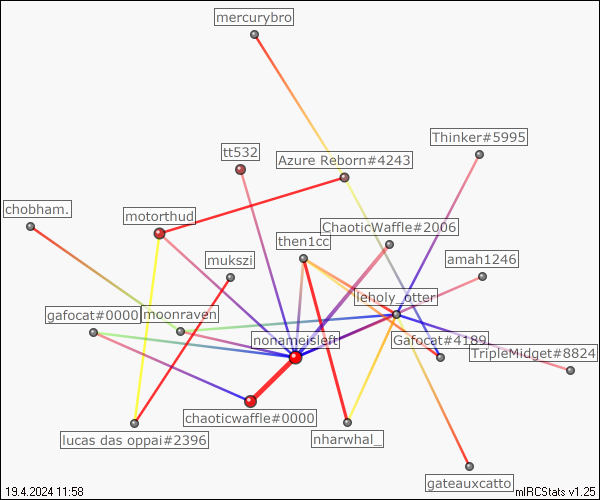 mercurybro
Thinker#5995
tt532
Azure Reborn#4243
chobham.
motorthud
ChaoticWaffle#2006
then1cc
mukszi
amah1246
leholy_otter
gafocat#0000
moonraven
nonameisleft
Gafocat#4189
TripleMidget#8824
chaoticwaffle#0000
lucas das oppai#2396
nharwhal_
gateauxcatto
19.4.2024 11:58
mIRCStats v1.25